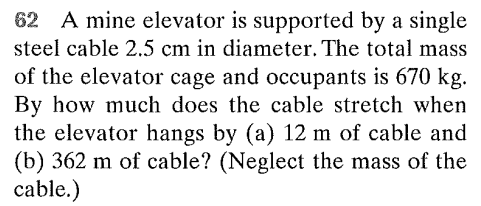 62 A mine elevator is supported by a single
steel cable 2.5 cm in diameter. The total mass
of the elevator cage and occupants is 670 kg.
By how much does the cable stretch when
the elevator hangs by (a) 12 m of cable and
(b) 362 m of cable? (Neglect the mass of the
cable.)